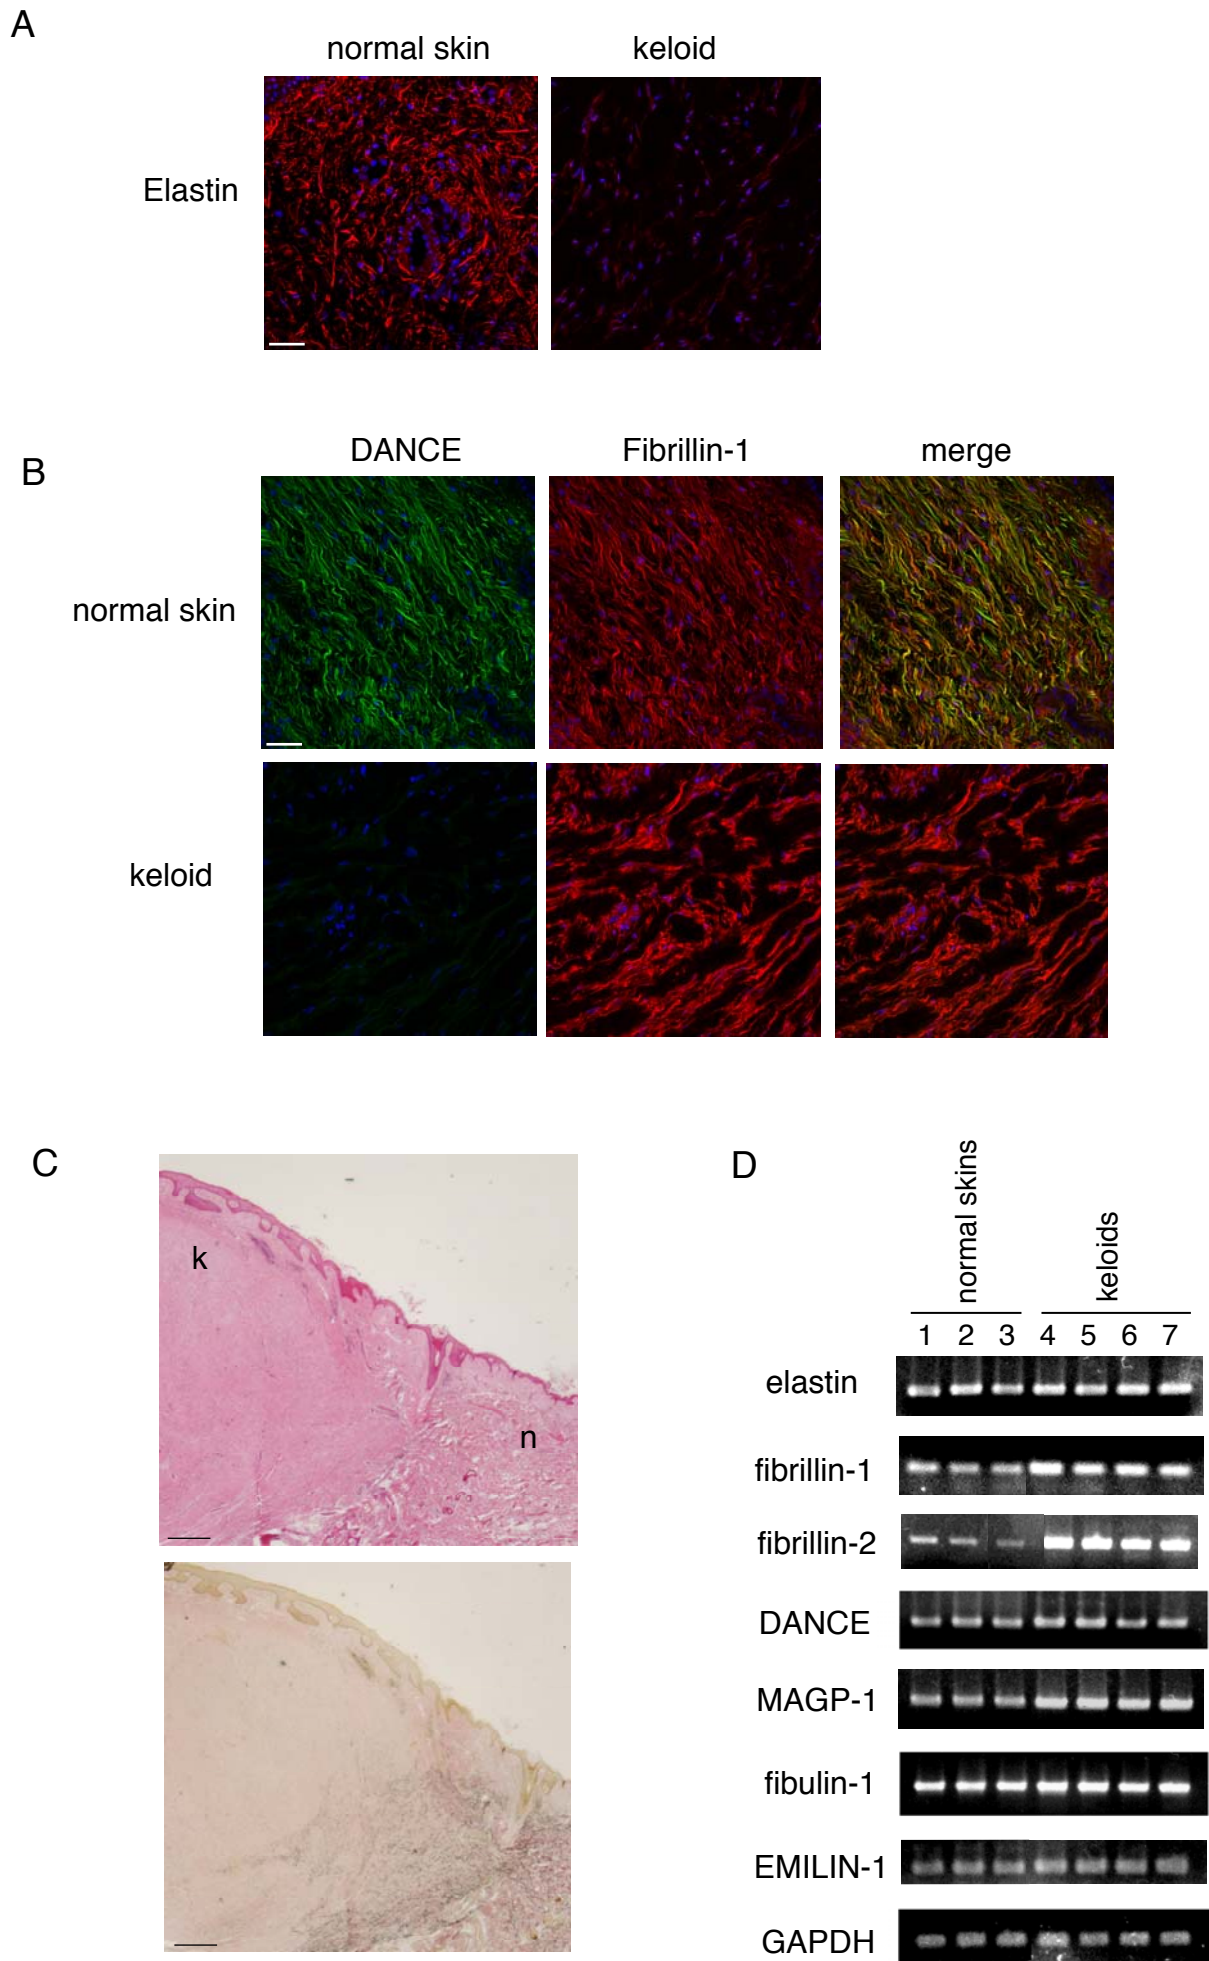 A
normal skin keloid
Elastin
B
DANCE Fibrillin-1 merge
normal skin
keloid
C
k
n
D
normal skins
keloids
1 2 3 4 5 6 7
elastin
fibrillin-1
fibrillin-2
DANCE
MAGP-1
fibulin-1
EMILIN-1
GAPDH